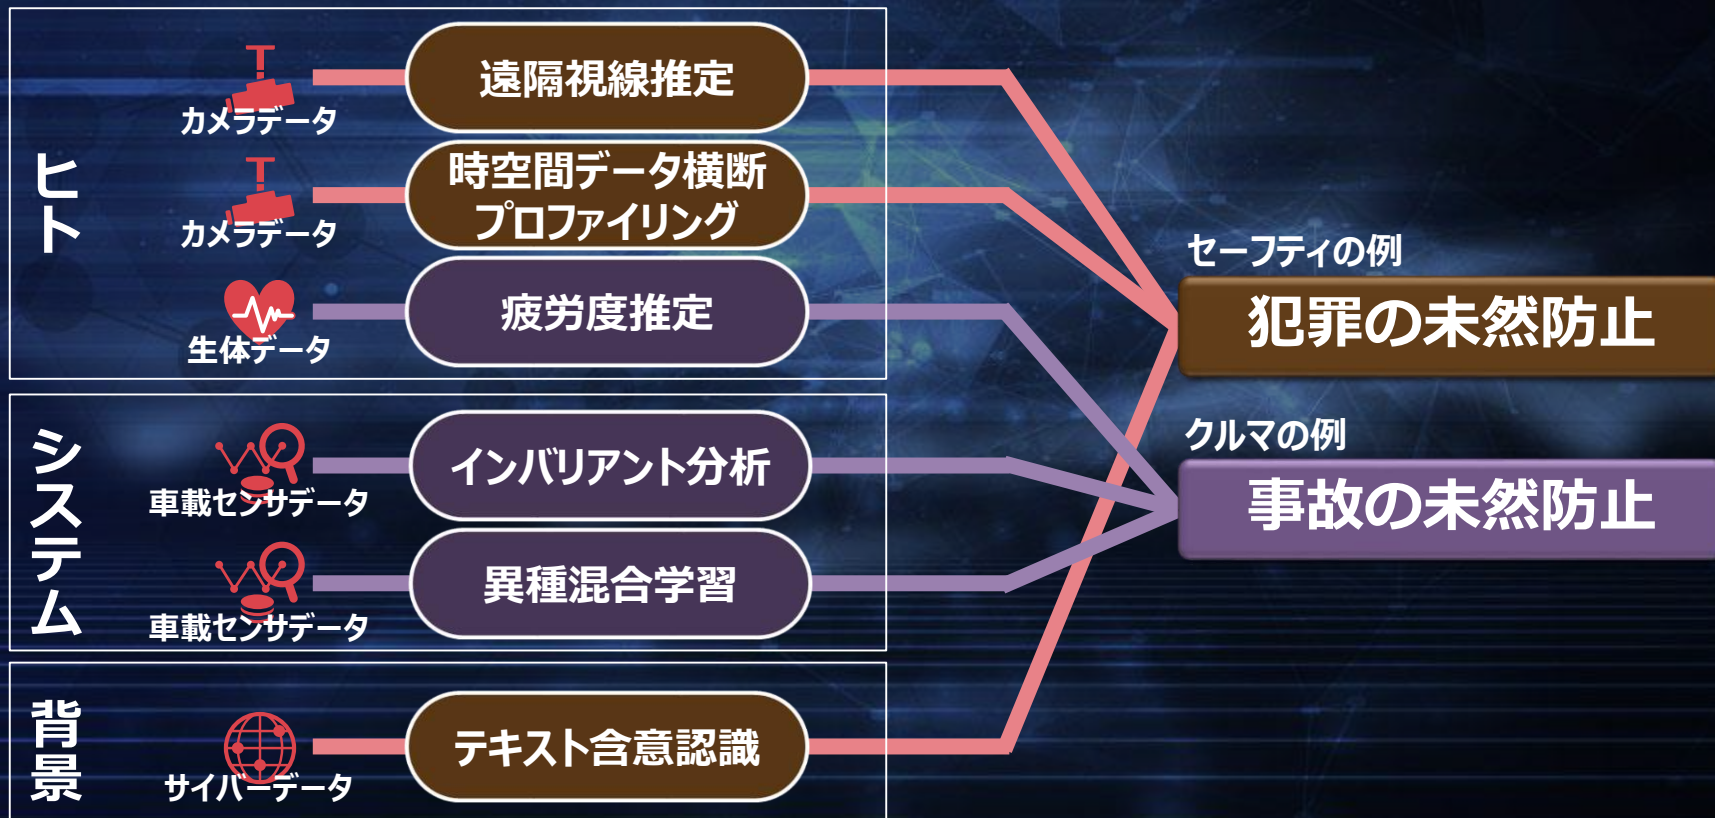 ヒト
カメラデータ
遠隔視線推定
カメラデータ
時空間データ横断
プロファイリング
生体データ
疲労度推定
システム
車載センサデータ
インバリアント分析
車載センサデータ
異種混合学習
背景
サイバーデータ
テキスト含意認識
セーフティの例
犯罪の未然防止
クルマの例
事故の未然防止